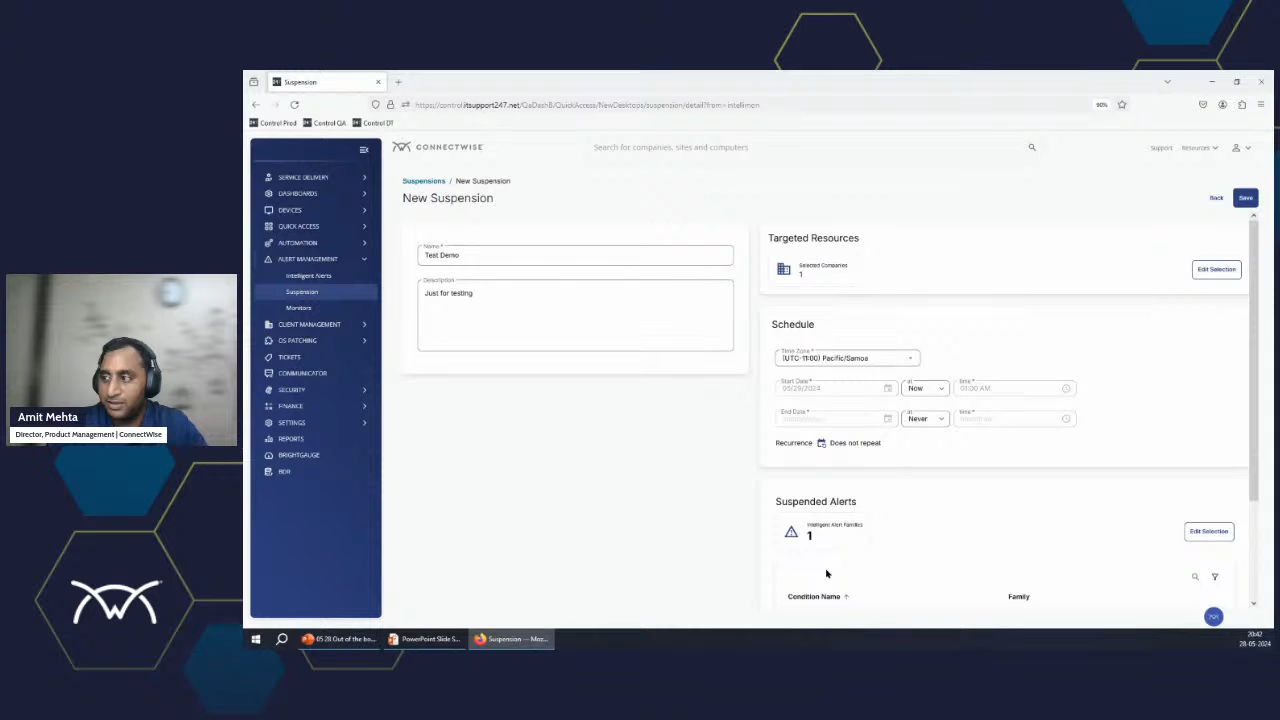 Suspension
https://control.itsupport247.net/QaDashB/QuickAccess/NewDesktops/suspension/detail?from=intellimon
90%
Control Prod
Control QA
Control DT
CONNECTWISE
Search for companies, sites and computers
Support
Resources
SERVICE DELIVERY
DASHBOARDS
DEVICES
QUICK ACCESS
AUTOMATION
ALERT MANAGEMENT
Intelligent Alerts
Suspension
Monitors
CLIENT MANAGEMENT
OS PATCHING
TICKETS
COMMUNICATOR
SECURITY
FINANCE
SETTINGS
REPORTS
BRIGHTGAUGE
BDR
Suspensions / New Suspension
New Suspension
Back
Save
Name *
Test Demo
Description
Just for testing
Targeted Resources
Selected Companies
1
Edit Selection
Schedule
Time Zone *
(UTC-11:00) Pacific/Samoa
Start Date *
05/29/2024
at
Now
time *
01:00 AM
End Date *
at
Never
time *
Recurrence Does not repeat
Suspended Alerts
Intelligent Alert Families
1
Edit Selection
Condition Name
Family
05 28 Out of the bo...
PowerPoint Slide S...
Suspension — Moz...
20:42
28-05-2024
Amit Mehta
Director, Product Management | ConnectWise